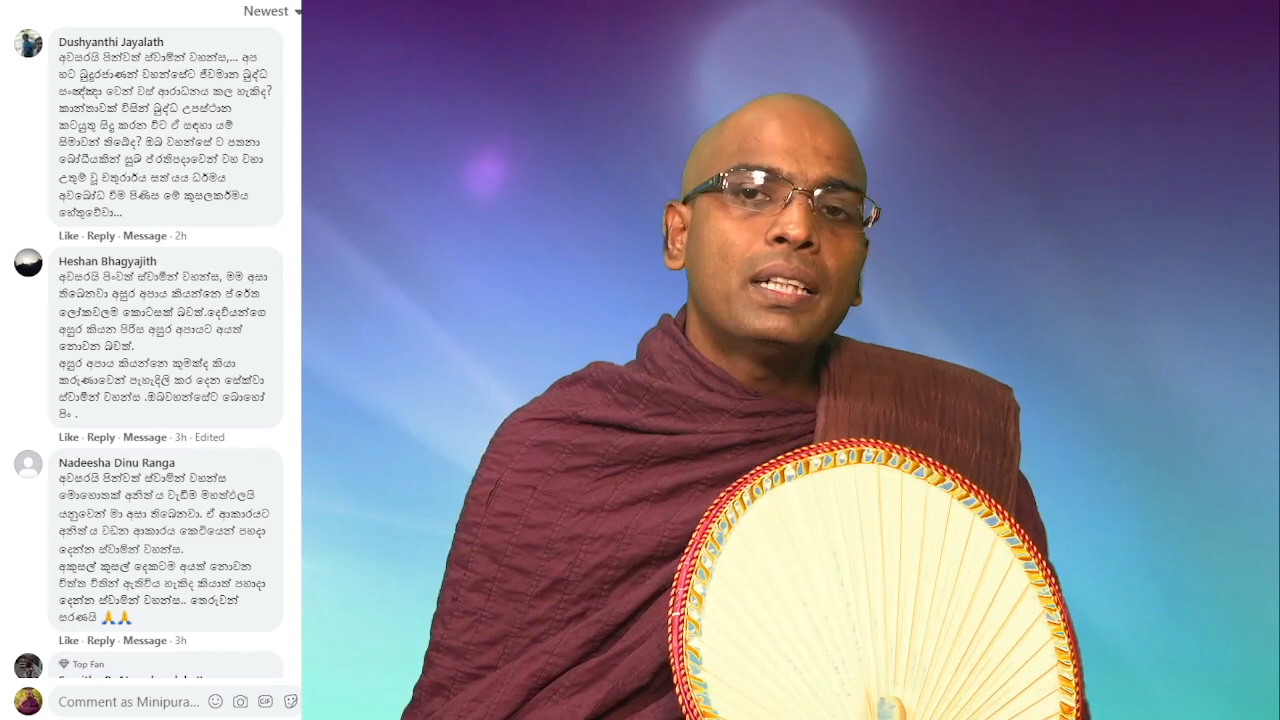 Newest
Dushyanthi Jayalath
අවසරයි පින්වත් ස්වාමින් වහන්ස,... අප
හට බුදුරජාණන් වහන්සේට ජීවමාන බුද්ධ
සංඥා වෙන් වස් ආරාධනය කල හැකිද?
කාන්තාවක් විසින් බුද්ධ උපස්ථාන
කටයුතු සිදු කරන විට ඒ සඳහා යම්
සිමාවන් තිබේද? ඔබ වහන්සේ ට පතනා
බෝධියකින් සුබ ප්‍රතිපදාවෙන් වහ වහා
උතුම් වූ චතුරාර්ය සත්‍යය ධර්මය
අවබෝධ වීම පිණිස මේ කුසලකර්මය
හේතුවේවා...
Like · Reply · Message · 2h
Heshan Bhagyajith
අවසරයි පිංවත් ස්වාමීන් වහන්ස, මම අසා
තිබෙනවා අසුර අපාය කියන්නෙ ප්‍රේත
ලෝකවලම කොටසක් බවත්.දෙවියන්ගෙ
අසුර කියන පිරිස අසුර අපායට අයත්
නොවන බවත්.
අසුර අපාය කියන්නෙ කුමක්ද කියා
කරුණාවෙන් පැහැදිලි කර දෙන සේක්වා
ස්වාමීන් වහන්ස .ඔබවහන්සේට බොහෝ
පිං .
Like · Reply · Message · 3h · Edited
Nadeesha Dinu Ranga
අවසරයි පින්වත් ස්වාමින් වහන්ස
මොහොතක් අනිත්‍ය වැඩීම මහත්ඵලයි
යනුවෙන් මා අසා තිබෙනවා. ඒ ආකාරයට
අනිත්‍ය වඩන ආකාරය කෙටියෙන් පහදා
දෙන්න ස්වාමින් වහන්ස.
අකුසල් කුසල් දෙකටම අයත් නොවන
චිත්ත විතින් ඇතිවිය හැකිද කියාත් පහාදා
දෙන්න ස්වාමින් වහන්ස.. තෙරුවන්
සරණයි 🙏🙏
Like · Reply · Message · 3h
Top Fan
Comment as Minipura...
GIF